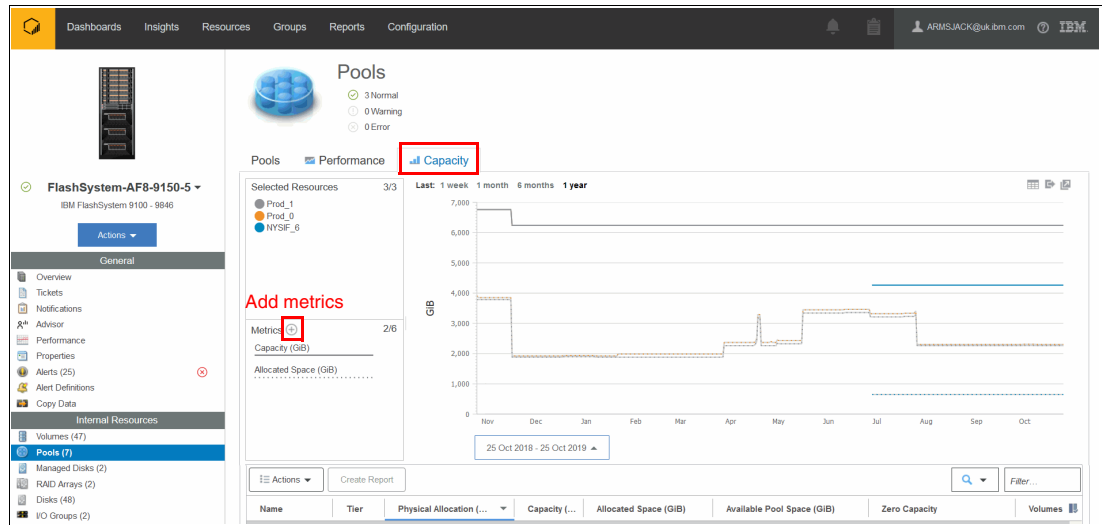 Dashboards Insights Resources Groups Reports Configuration ARMSJACK@uk.ibm.com ? IBM
FlashSystem-AF8-9150-5
IBM FlashSystem 9100 - 9846
Actions
General
Overview
Tickets
Notifications
Advisor
Performance
Properties
Alerts (25)
Alert Definitions
Copy Data
Internal Resources
Volumes (47)
Pools (7)
Managed Disks (2)
RAID Arrays (2)
Disks (48)
I/O Groups (2)
Pools
3 Normal
0 Warning
0 Error
Pools Performance Capacity
Selected Resources 3/3
Prod_1
Prod_0
NYSIF_6
Add metrics
Metrics 2/6
Capacity (GiB)
Allocated Space (GiB)
Last: 1 week 1 month 6 months 1 year
GiB
7,000
6,000
5,000
4,000
3,000
2,000
1,000
0
Nov Dec Jan Feb Mar Apr May Jun Jul Aug Sep Oct
25 Oct 2018 - 25 Oct 2019
Actions Create Report Filter...
Name Tier Physical Allocation (... Capacity (... Allocated Space (GiB) Available Pool Space (GiB) Zero Capacity Volumes